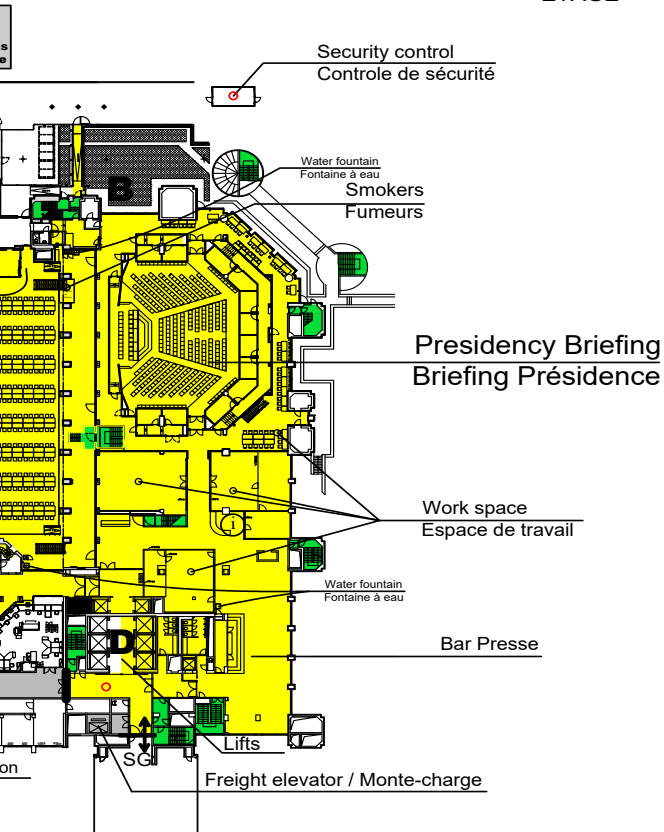 Security control
Controle de sécurité
Water fountain
Fontaine à eau
Smokers
Fumeurs
B
Presidency Briefing
Briefing Présidence
Work space
Espace de travail
i
Water fountain
Fontaine à eau
D
Bar Presse
Lifts
SG
on
Freight elevator / Monte-charge